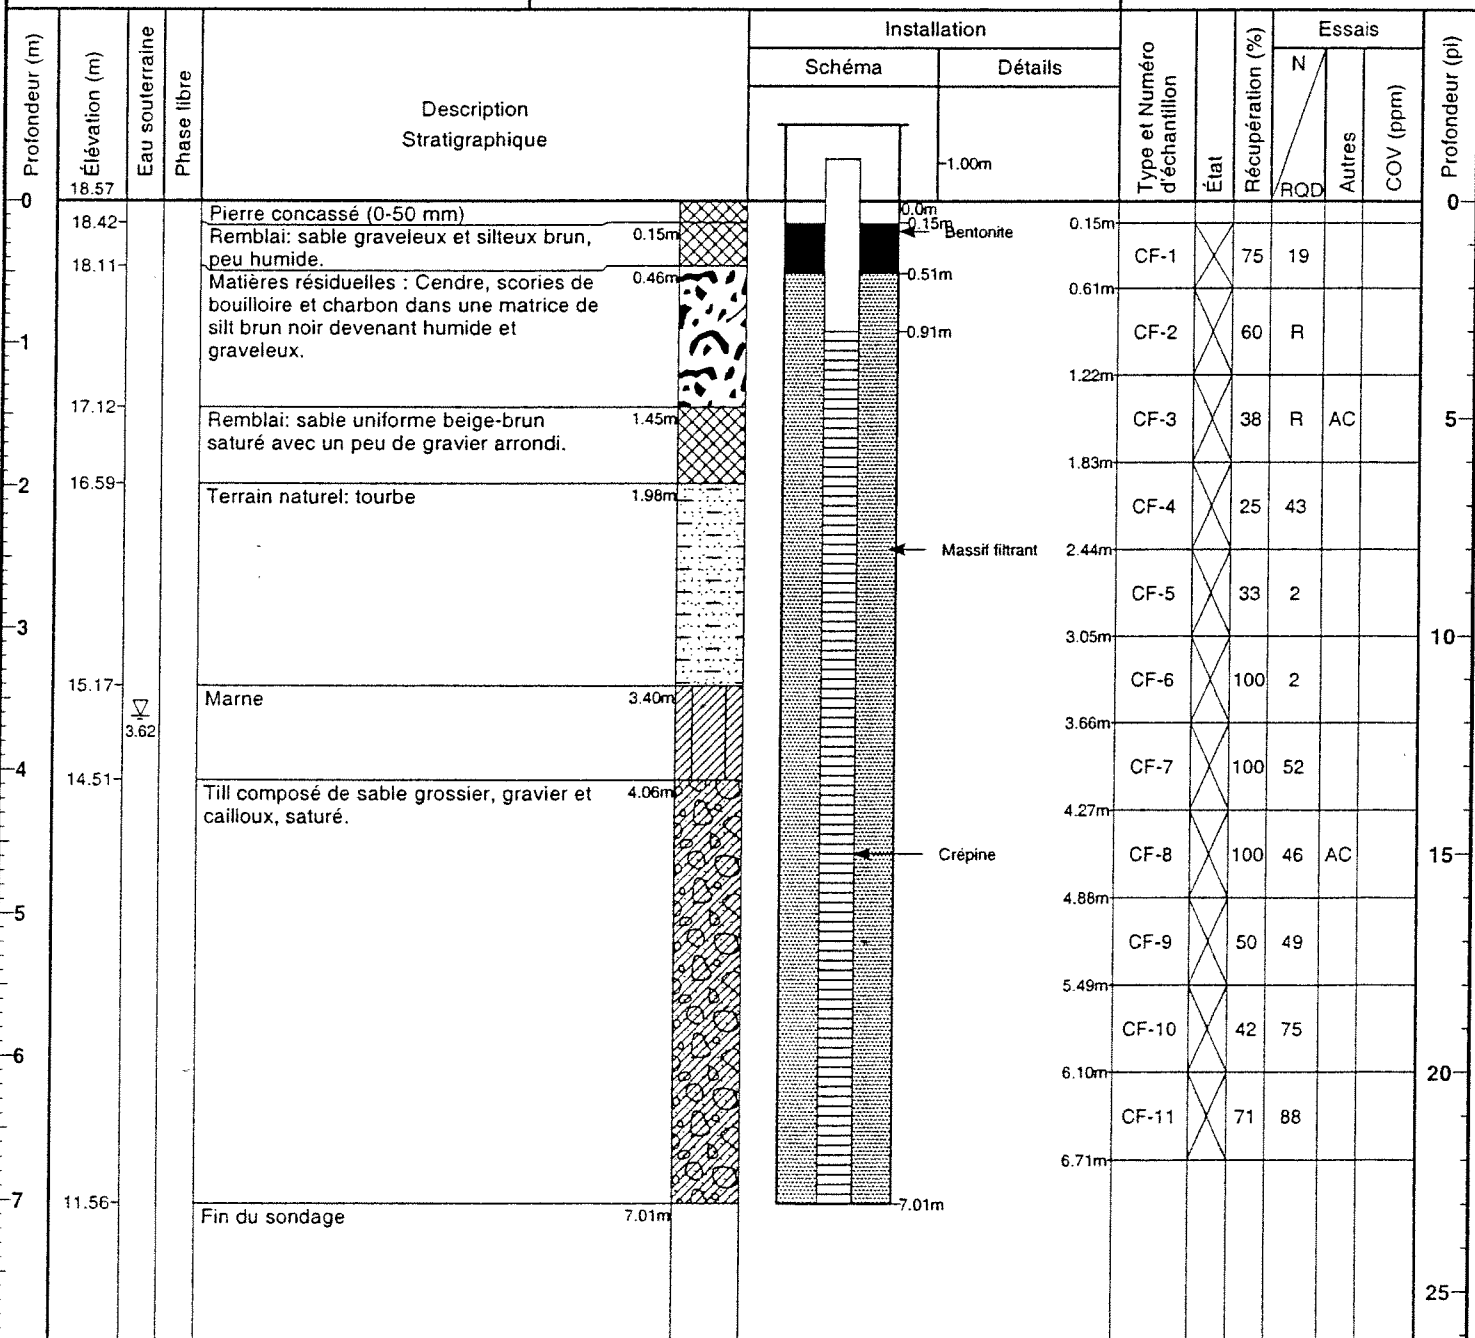 Profondeur (m)
Élévation (m)
Eau souterraine
Phase libre
Description
Stratigraphique
Installation
Schéma
Détails
Type et Numéro
d'échantillon
État
Récupération (%)
Essais
N
RQD
Autres
COV (ppm)
Profondeur (pi)
18.57
1.00m
0
0.0m
0
Pierre concassé (0-50 mm)
18.42
0.15m
0.15m
Remblai: sable graveleux et silteux brun,
peu humide.
0.15m
Bentonite
CF-1
75
19
18.11
0.51m
Matières résiduelles : Cendre, scories de
bouilloire et charbon dans une matrice de
silt brun noir devenant humide et
graveleux.
0.46m
0.61m
1
0.91m
CF-2
60
R
1.22m
17.12
Remblai: sable uniforme beige-brun
saturé avec un peu de gravier arrondi.
1.45m
CF-3
38
R
AC
5
1.83m
2
16.59
Terrain naturel: tourbe
1.98m
CF-4
25
43
Massif filtrant
2.44m
CF-5
33
2
3
3.05m
10
CF-6
100
2
15.17
Marne
3.40m
3.62
3.66m
4
14.51
CF-7
100
52
Till composé de sable grossier, gravier et
cailloux, saturé.
4.06m
4.27m
Crépine
CF-8
100
46
AC
15
4.88m
5
CF-9
50
49
5.49m
CF-10
42
75
6
6.10m
20
CF-11
71
88
6.71m
7
11.56
7.01m
Fin du sondage
7.01m
25